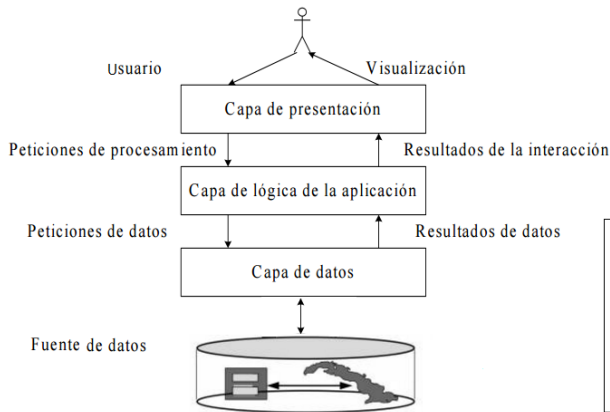 Usuario
Visualización
Capa de presentación
Peticiones de procesamiento
Resultados de la interacción
Capa de lógica de la aplicación
Peticiones de datos
Resultados de datos
Capa de datos
Fuente de datos